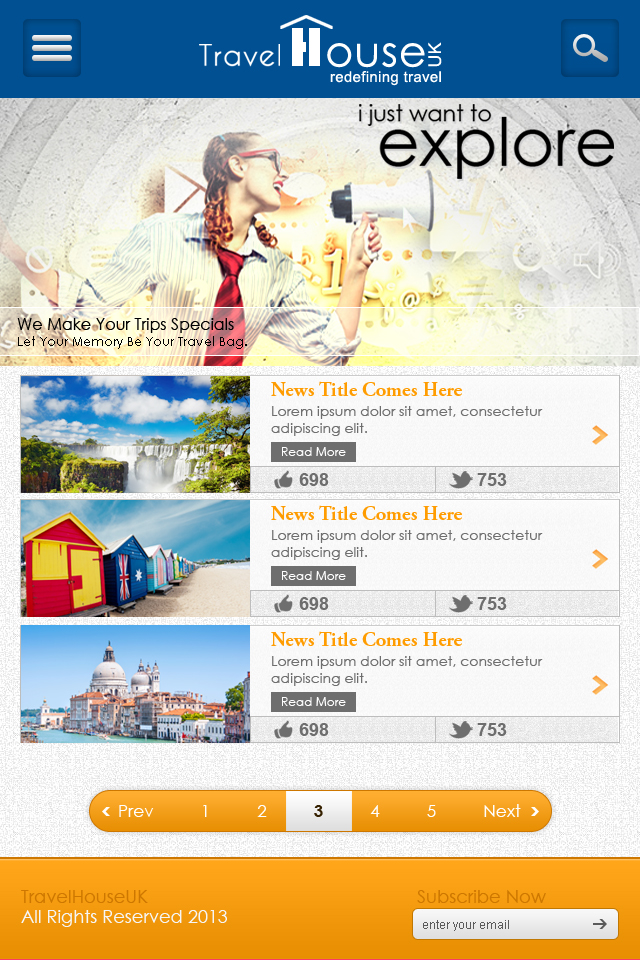 Travel House UK
redefining travel
i just want to
explore
We Make Your Trips Specials
Let Your Memory Be Your Travel Bag.
News Title Comes Here
Lorem ipsum dolor sit amet, consectetur
adipiscing elit.
Read More
698 753
News Title Comes Here
Lorem ipsum dolor sit amet, consectetur
adipiscing elit.
Read More
698 753
News Title Comes Here
Lorem ipsum dolor sit amet, consectetur
adipiscing elit.
Read More
698 753
Prev 1 2 3 4 5 Next
TravelHouseUK
All Rights Reserved 2013
Subscribe Now
enter your email